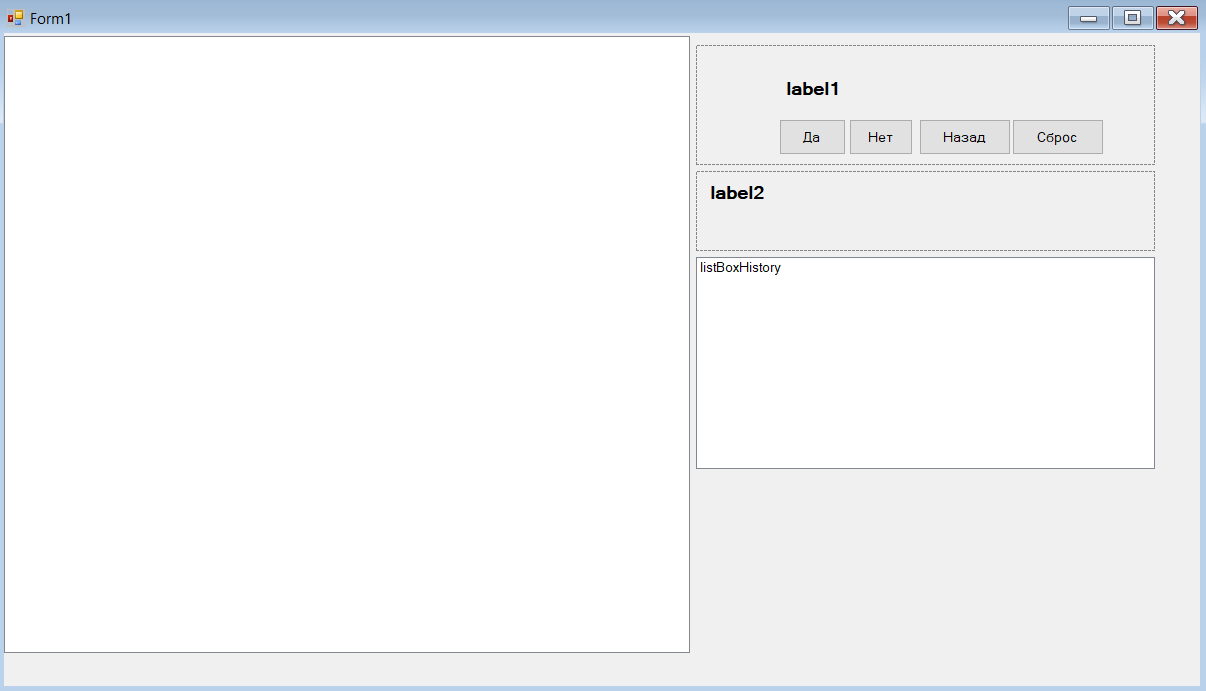 Form1
label1
Да Нет Назад Сброс
label2
listBoxHistory